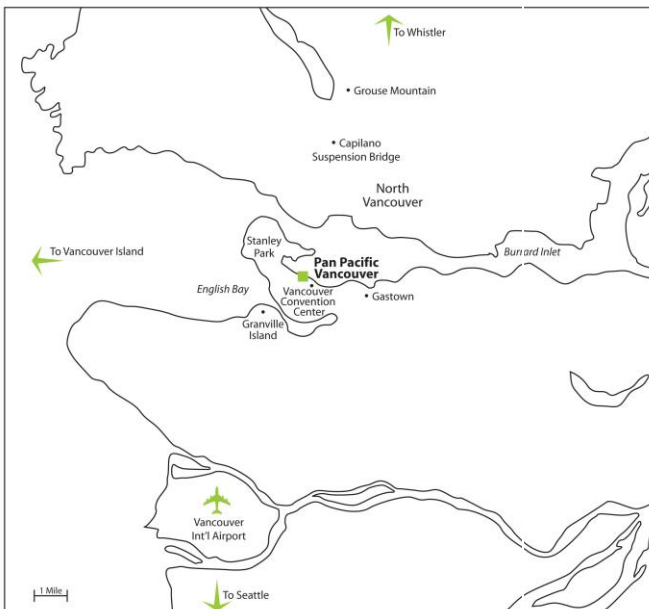 To Whistler
Grouse Mountain
Capilano
Suspension Bridge
North
Vancouver
To Vancouver Island
Stanley
Park
Burrard Inlet
Pan Pacific
Vancouver
English Bay
Vancouver
Convention
Center
Gastown
Granville
Island
Vancouver
Int'l Airport
1 Mile
To Seattle